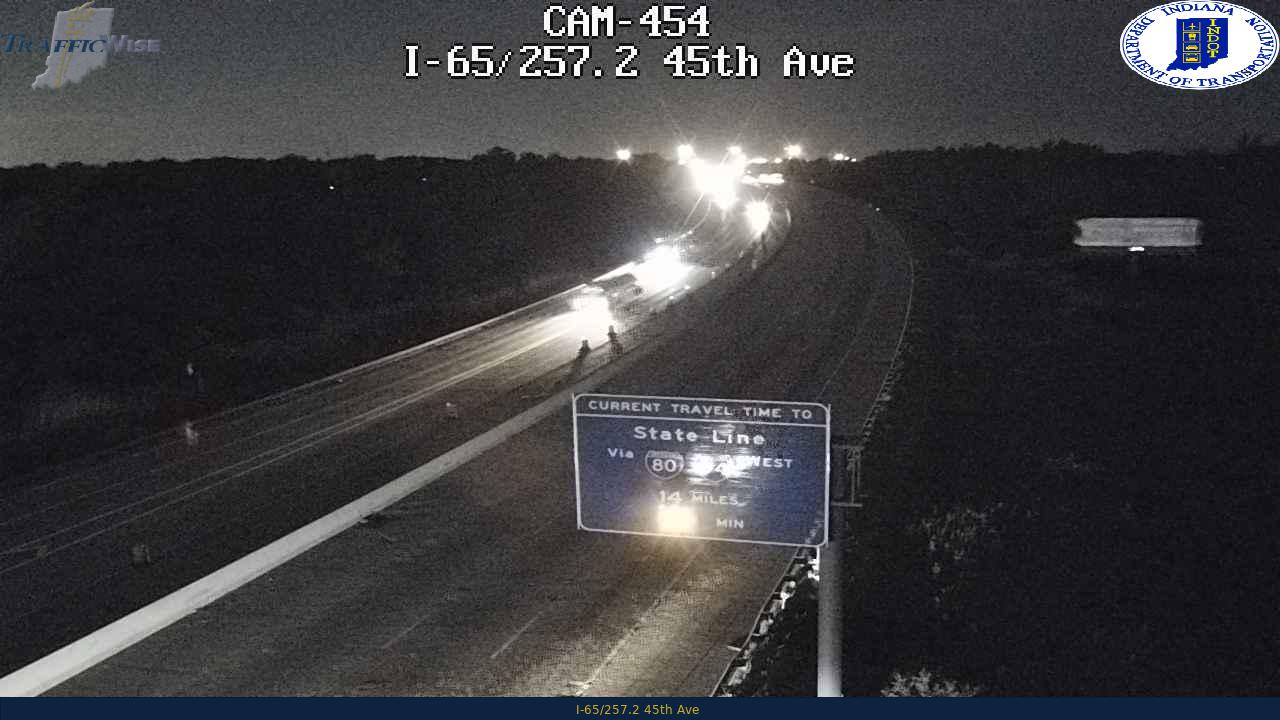 CAM-454
I-65/257.2 45th Ave
TRAFFICWISE
INDIANA
DEPARTMENT OF TRANSPORTATION
INDOT
CURRENT TRAVEL TIME TO
State Line
Via 80 WEST
14 MILES
MIN
I-65/257.2 45th Ave